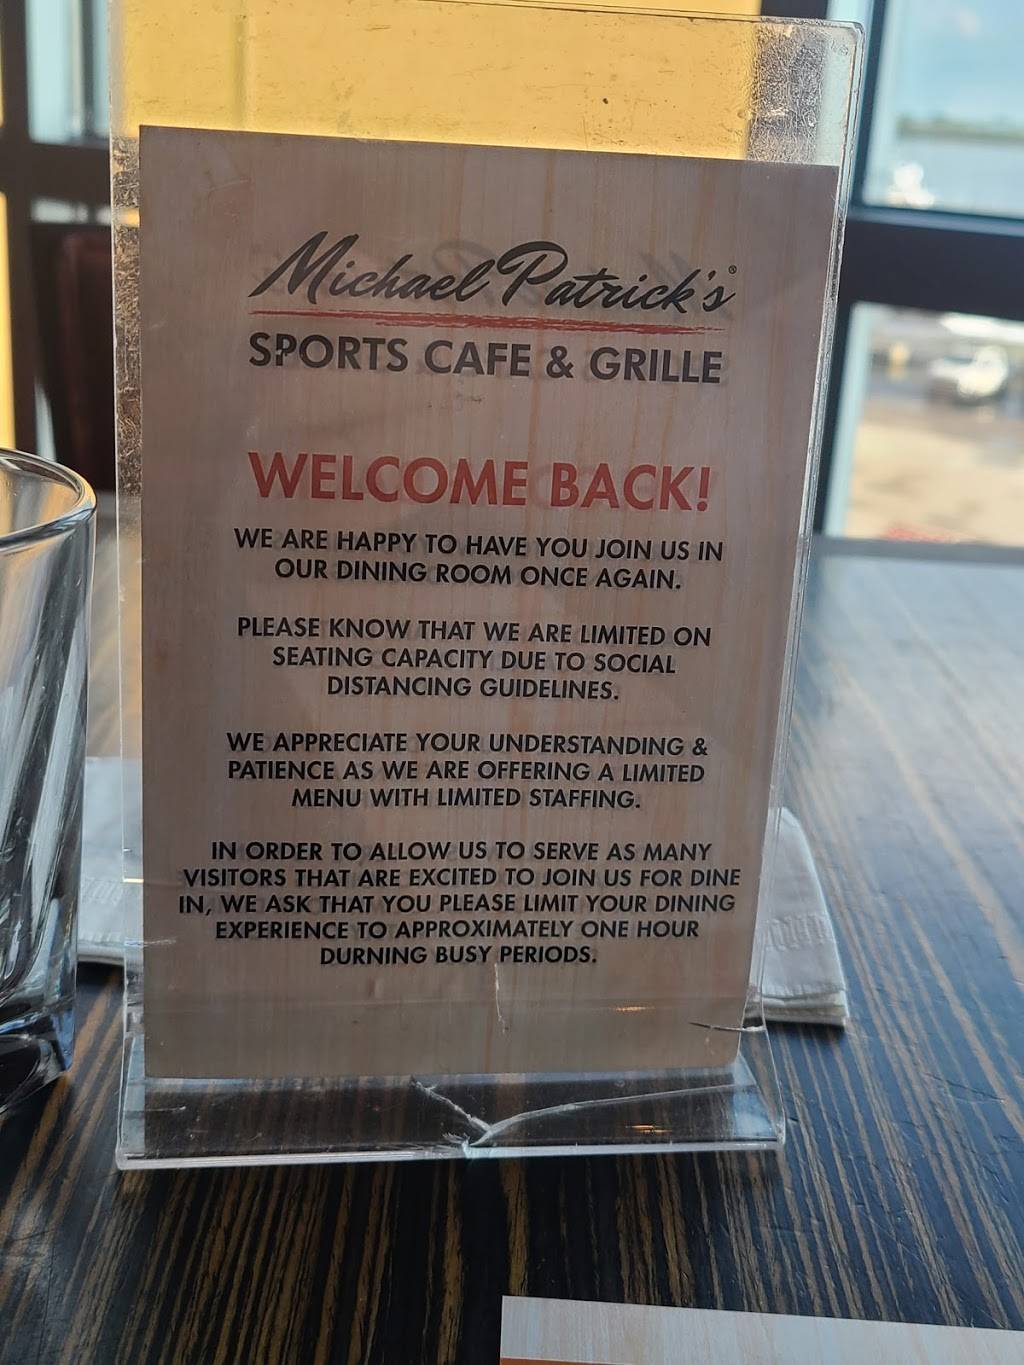 Michael Patrick's®
SPORTS CAFE & GRILLE
WELCOME BACK!
WE ARE HAPPY TO HAVE YOU JOIN US IN
OUR DINING ROOM ONCE AGAIN.
PLEASE KNOW THAT WE ARE LIMITED ON
SEATING CAPACITY DUE TO SOCIAL
DISTANCING GUIDELINES.
WE APPRECIATE YOUR UNDERSTANDING &
PATIENCE AS WE ARE OFFERING A LIMITED
MENU WITH LIMITED STAFFING.
IN ORDER TO ALLOW US TO SERVE AS MANY
VISITORS THAT ARE EXCITED TO JOIN US FOR DINE
IN, WE ASK THAT YOU PLEASE LIMIT YOUR DINING
EXPERIENCE TO APPROXIMATELY ONE HOUR
DURNING BUSY PERIODS.